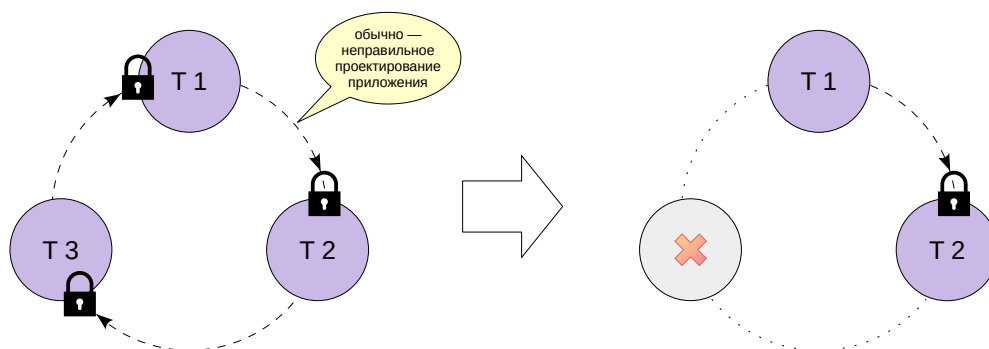 обычно —
неправильное
проектирование
приложения
T 1
T 1
T 3
T 2
T 2